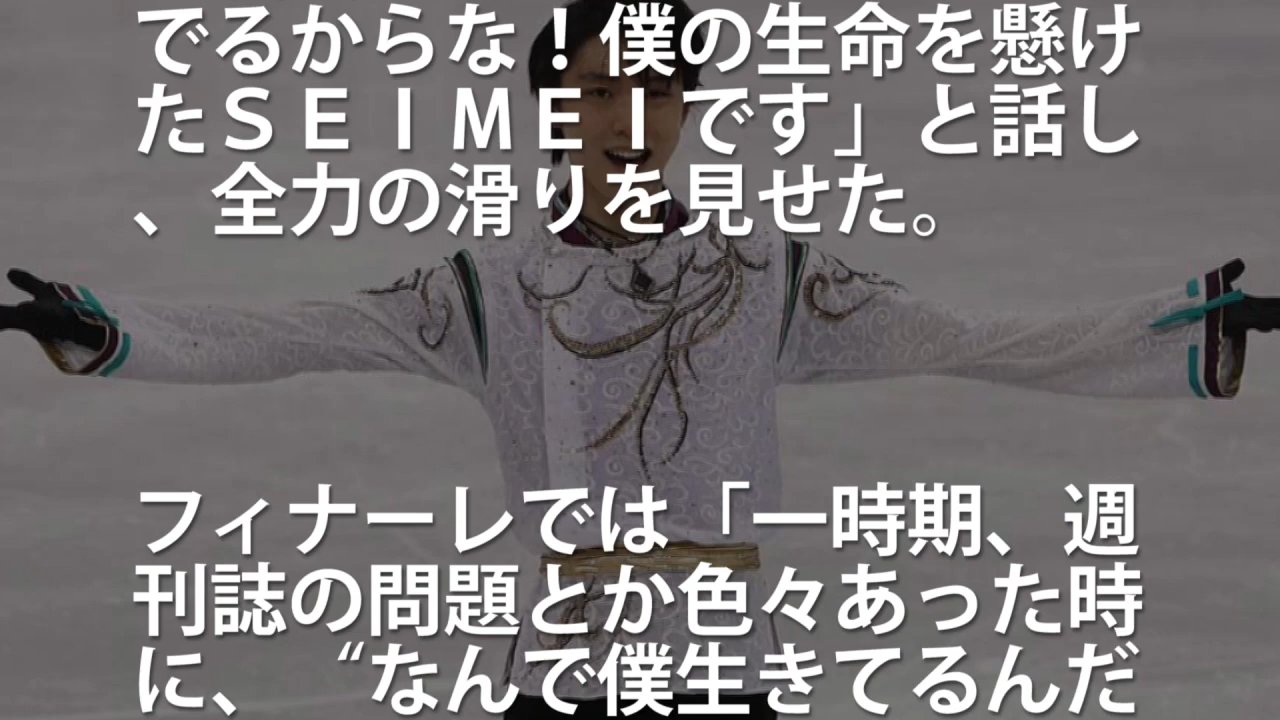 でるからな！僕の生命を懸け
たＳＥＩＭＥＩです」と話し
、全力の滑りを見せた。
フィナーレでは「一時期、週
刊誌の問題とか色々あった時
に、“なんで僕生きてるんだ